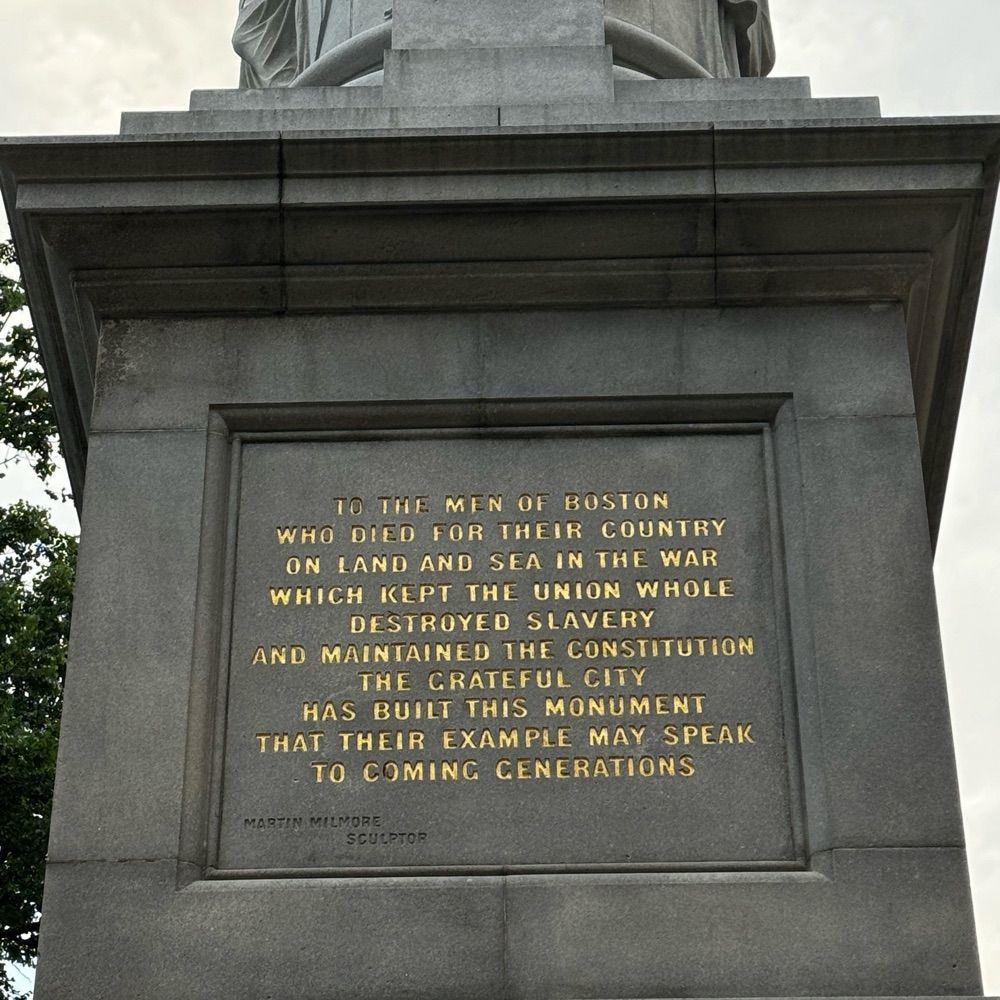 TO THE MEN OF BOSTON
WHO DIED FOR THEIR COUNTRY
ON LAND AND SEA IN THE WAR
WHICH KEPT THE UNION WHOLE
DESTROYED SLAVERY
AND MAINTAINED THE CONSTITUTION
THE GRATEFUL CITY
HAS BUILT THIS MONUMENT
THAT THEIR EXAMPLE MAY SPEAK
TO COMING GENERATIONS
MARTIN MILMORE
SCULPTOR